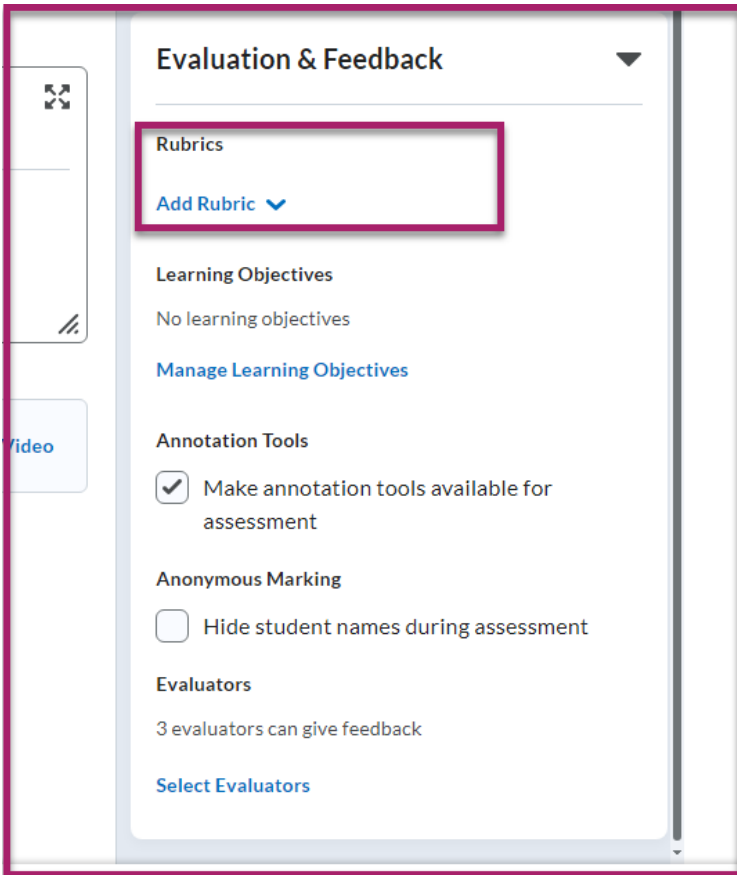 Evaluation & Feedback
Rubrics
Add Rubric
Learning Objectives
No learning objectives
Manage Learning Objectives
Video
Annotation Tools
Make annotation tools available for
assessment
Anonymous Marking
Hide student names during assessment
Evaluators
3 evaluators can give feedback
Select Evaluators